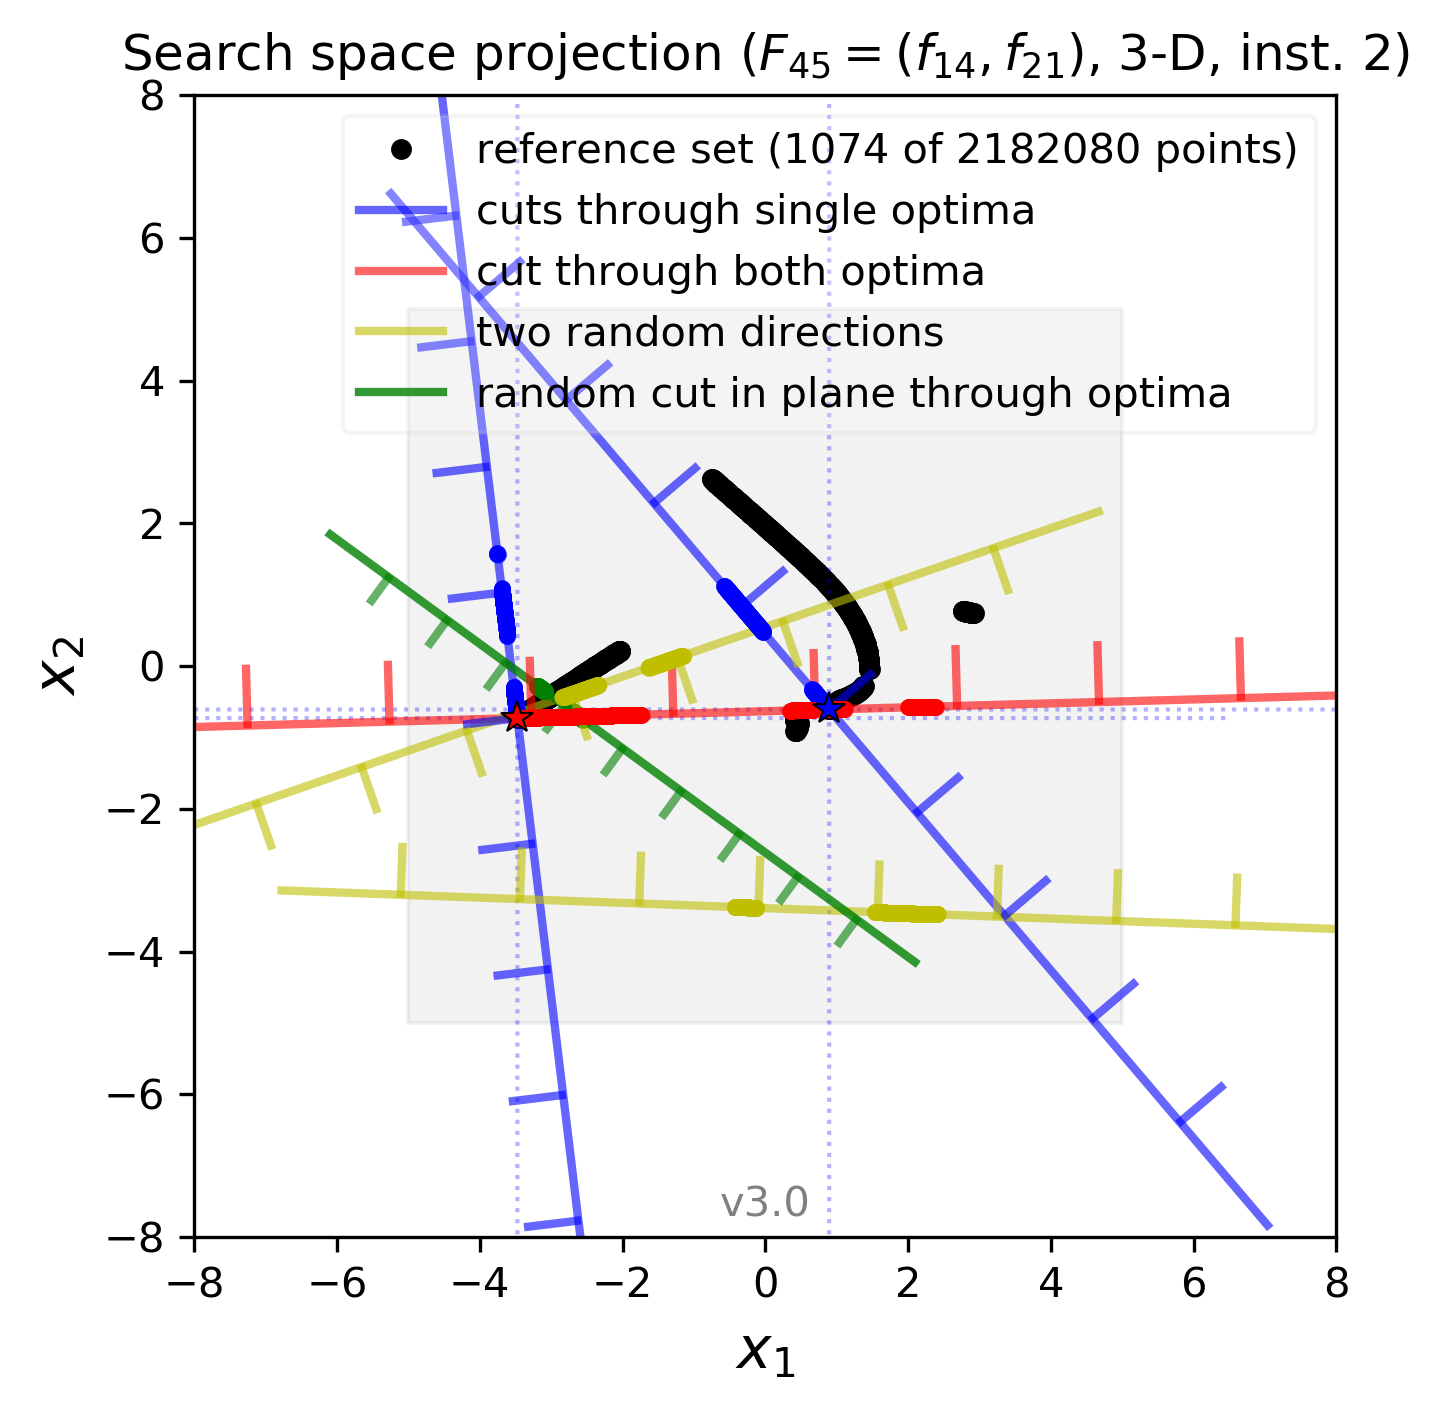 Search space projection (F₄₅ = (f₁₄, f₂₁), 3-D, inst. 2)
8
6
4
2
0
−2
−4
−6
−8
x₂
reference set (1074 of 2182080 points)
cuts through single optima
cut through both optima
two random directions
random cut in plane through optima
v3.0
−8 −6 −4 −2 0 2 4 6 8
x₁